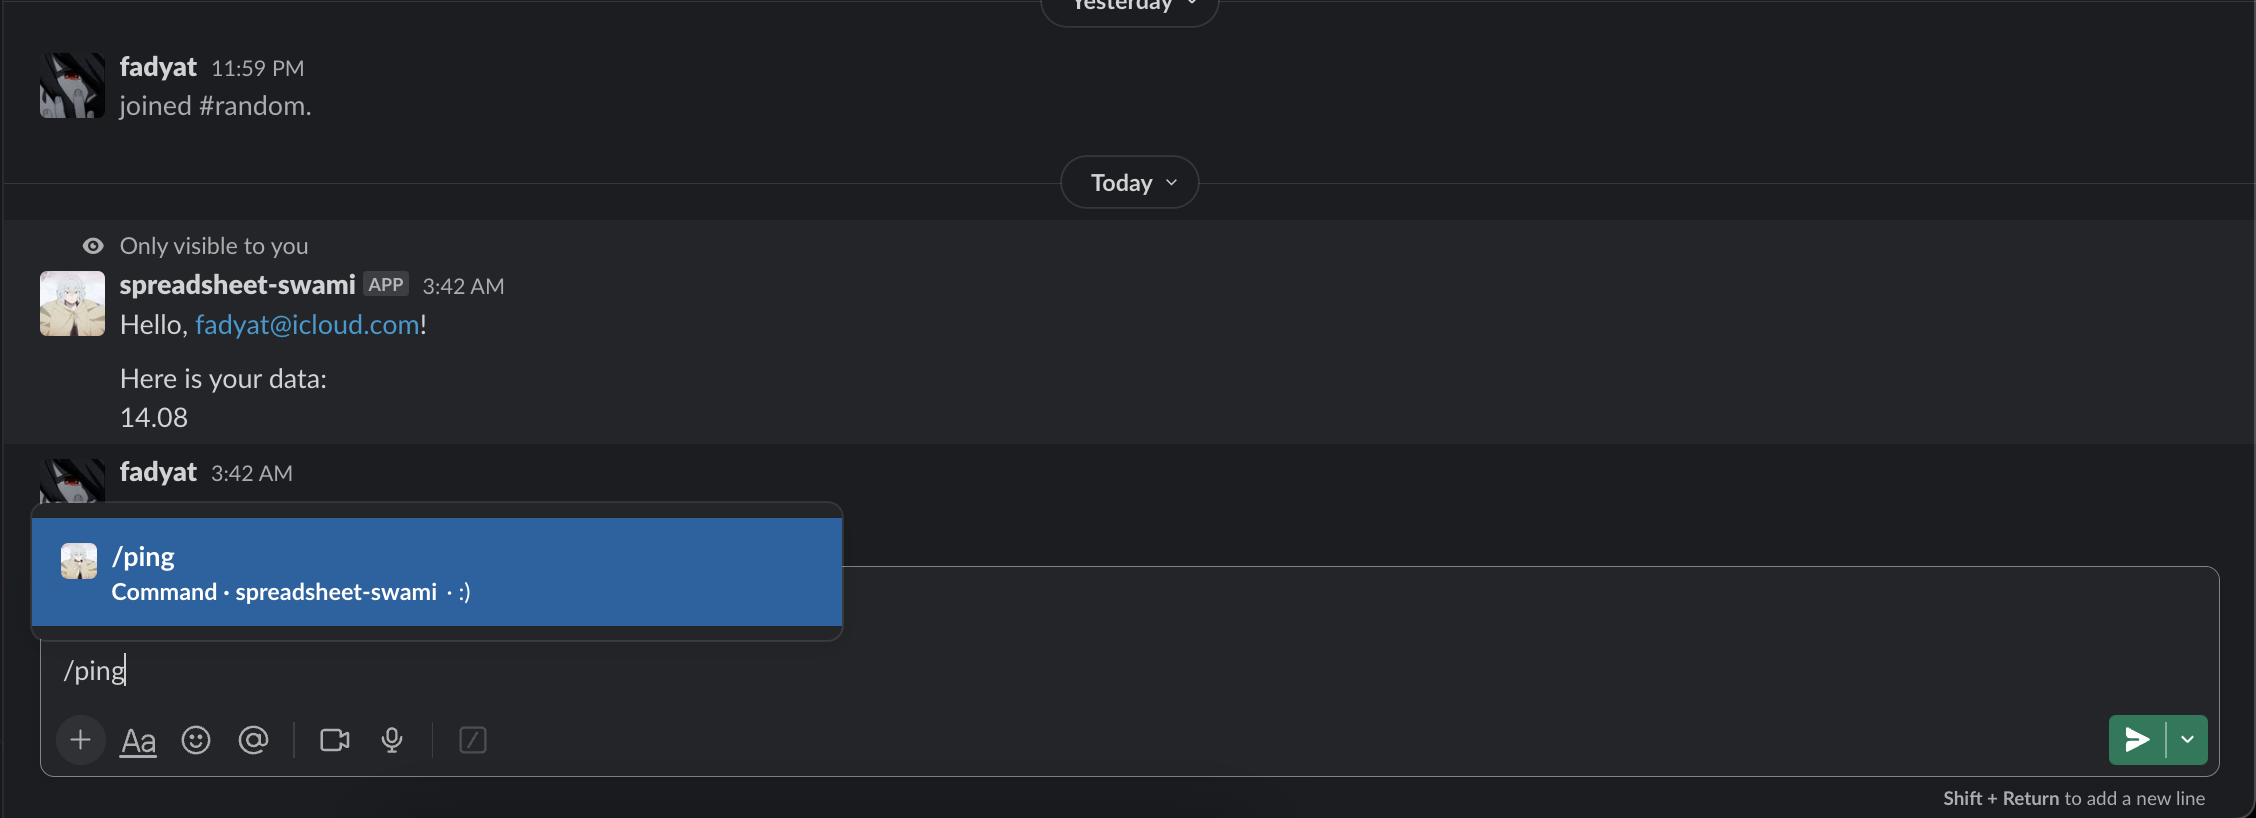 Yesterday
fadyat 11:59 PM
joined #random.
Today
Only visible to you
spreadsheet-swami APP 3:42 AM
Hello, fadyat@icloud.com!
Here is your data:
14.08
fadyat 3:42 AM
/ping
Command · spreadsheet-swami · :)
/ping
Aa
Shift + Return to add a new line